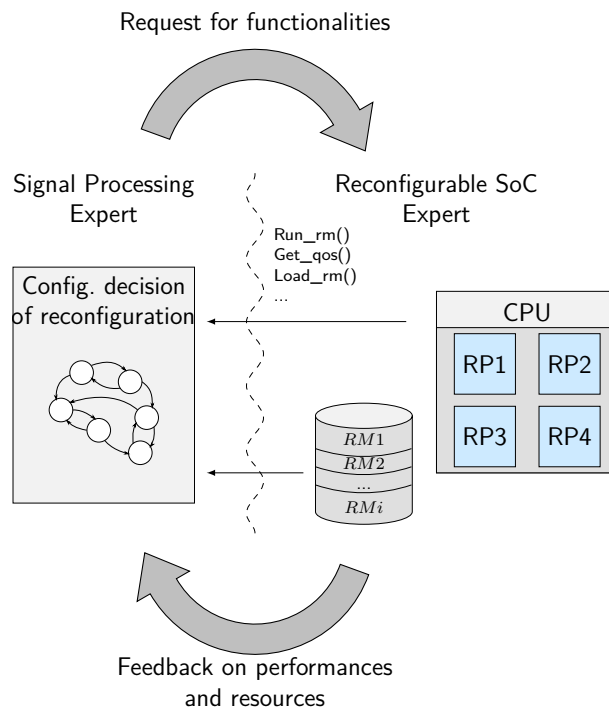 Request for functionalities
Signal Processing
Expert
Reconfigurable SoC
Expert
Run_rm()
Get_qos()
Load_rm()
...
Config. decision
of reconfiguration
CPU
RP1
RP2
RP3
RP4
RM1
RM2
...
RMi
Feedback on performances
and resources